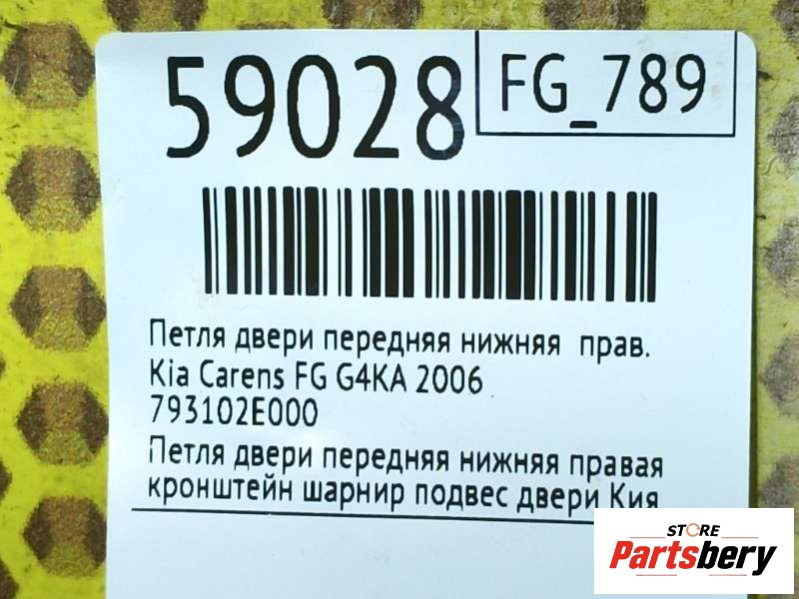 59028
FG_789
Петля двери передняя нижняя прав.
Kia Carens FG G4KA 2006
793102E000
Петля двери передняя нижняя правая
кронштейн шарнир подвес двери Кия
STORE
Partsbery